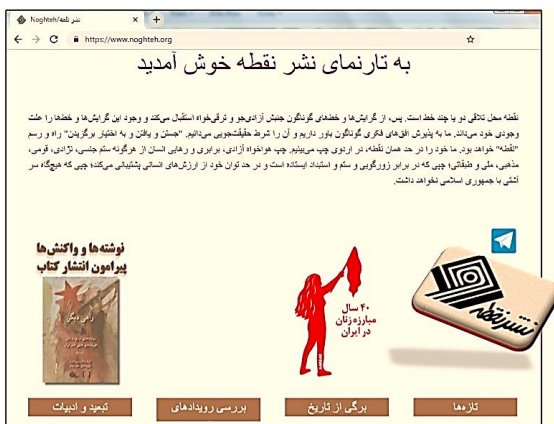 Noghteh/نشر نقطه
https://www.noghteh.org
به تارنمای نشر نقطه خوش آمدید
نقطه محل تلاقی دو یا چند خط است. پس، از گرایش‌ها و خط‌های گوناگون جنبش آزادی‌جو و ترقی‌خواه استقبال می‌کند و وجود این گرایش‌ها و خط‌ها را علت
وجودی خود می‌داند. ما به پذیرش افق‌های فکری گوناگون باور داریم و آن را شرط حقیقت‌جویی می‌دانیم. "جستن و یافتن و به اختیار برگزیدن" راه و رسم
"نقطه" خواهد بود. ما خود را در حد همان نقطه، در اردوی چپ می‌بینیم. چپ هواخواه آزادی، برابری و رهایی انسان از هرگونه ستم جنسی، نژادی، قومی،
مذهبی، ملی و طبقاتی؛ چپی که در برابر زورگویی و ستم و استبداد ایستاده است و در حد توان خود از ارزش‌های انسانی پشتیبانی می‌کند؛ چپی که هیچگاه سر
آشتی با جمهوری اسلامی نخواهد داشت.
نوشته‌ها و واکنش‌ها
پیرامون انتشار کتاب
راهی دیگر
۴۰ سال
مبارزه زنان
در ایران
نشر نقطه
تازه‌ها
برگی از تاریخ
بررسی رویدادهای
تبعید و ادبیات